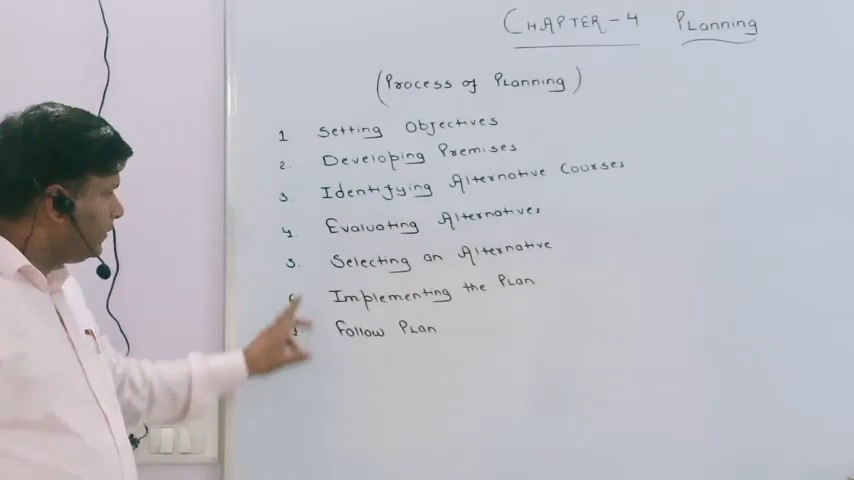 CHAPTER-4 Planning
(Process of Planning)
1 Setting Objectives
2. Developing Premises
3. Identifying Alternative Courses
4. Evaluating Alternatives
5. Selecting an Alternative
Implementing the Plan
Follow Plan